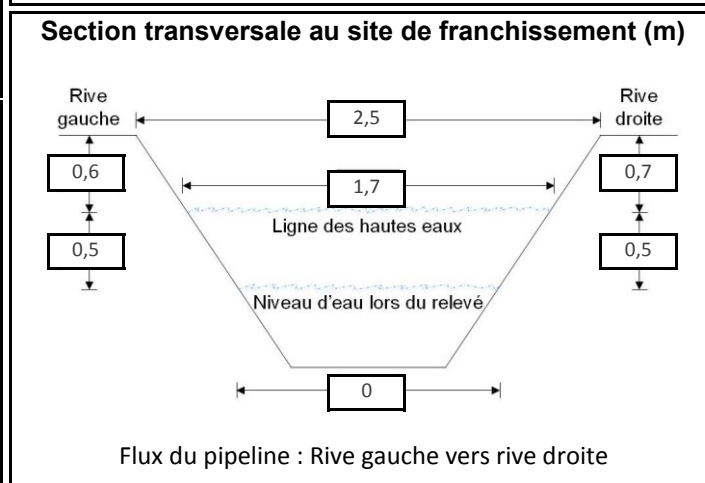 Section transversale au site de franchissement (m)
Rive
gauche
2,5
Rive
droite
0,6
1,7
0,7
Ligne des hautes eaux
0,5
0,5
Niveau d'eau lors du relevé
0
Flux du pipeline : Rive gauche vers rive droite